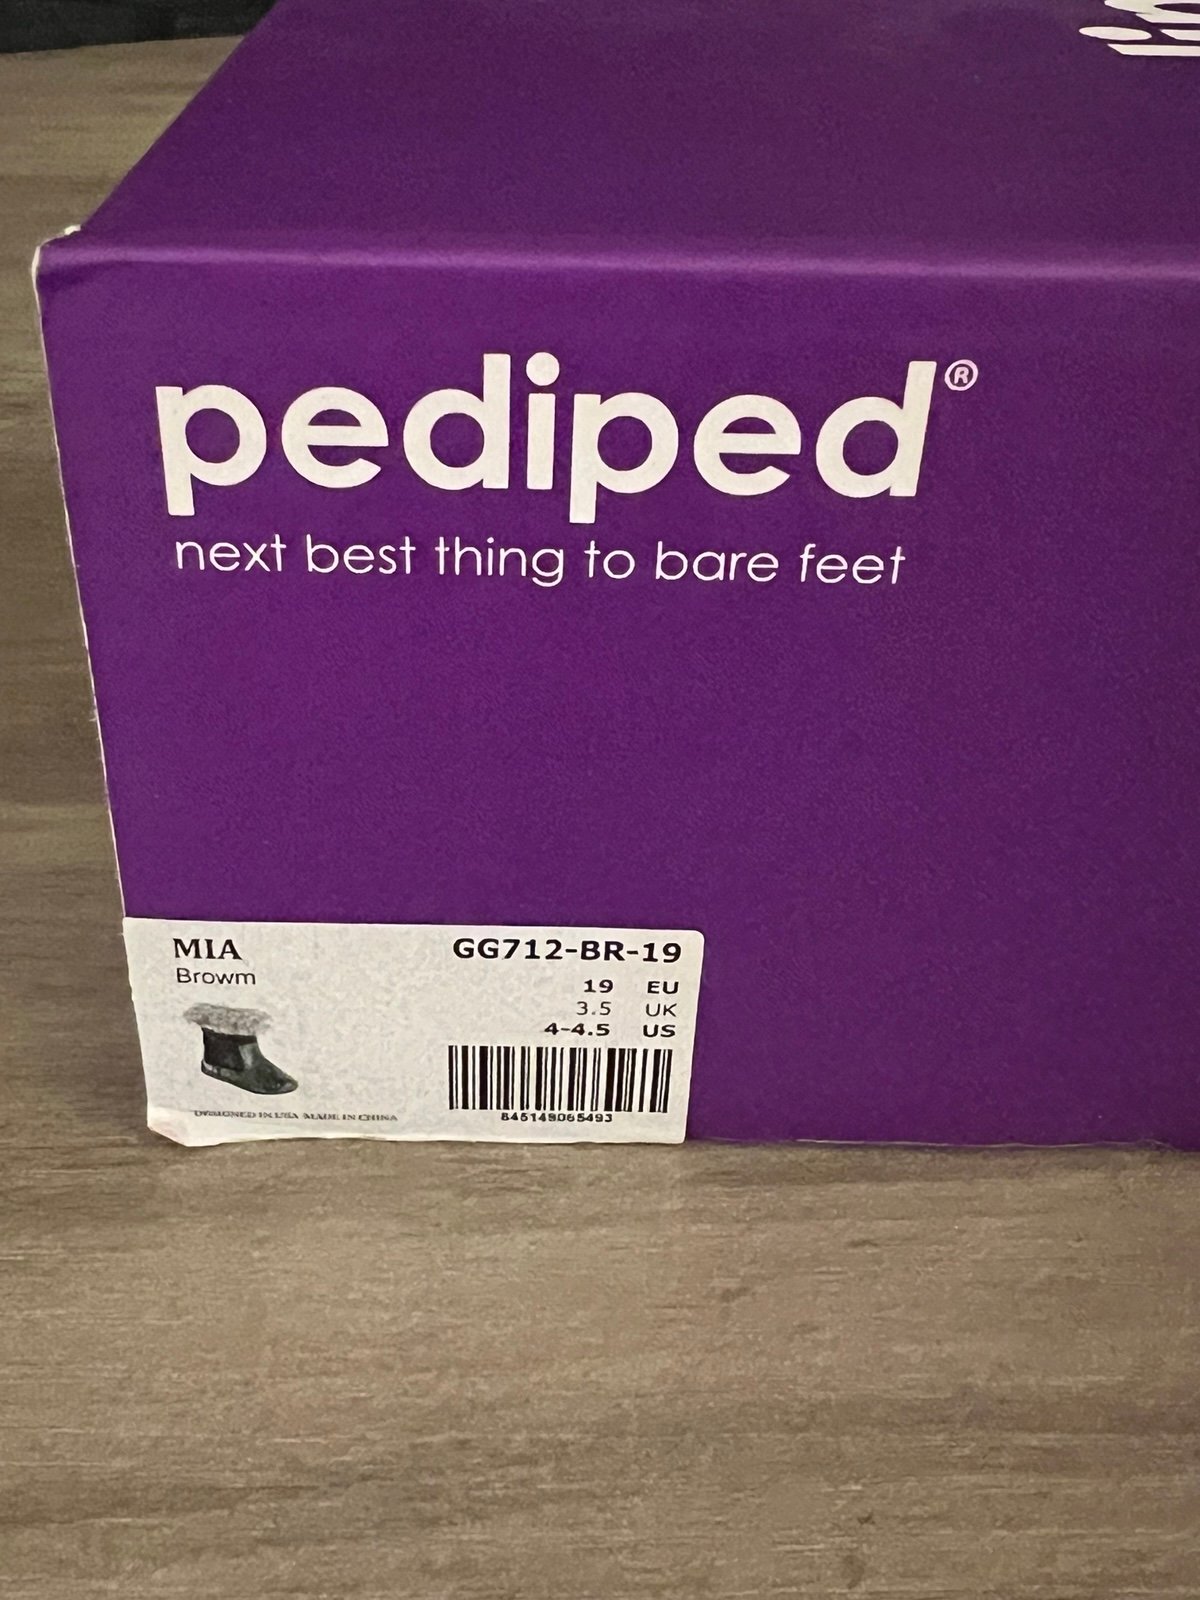 pediped®
next best thing to bare feet
MIA GG712-BR-19
Browm
19 EU
3.5 UK
4-4.5 US
DESIGNED IN USA MADE IN CHINA
845149065493